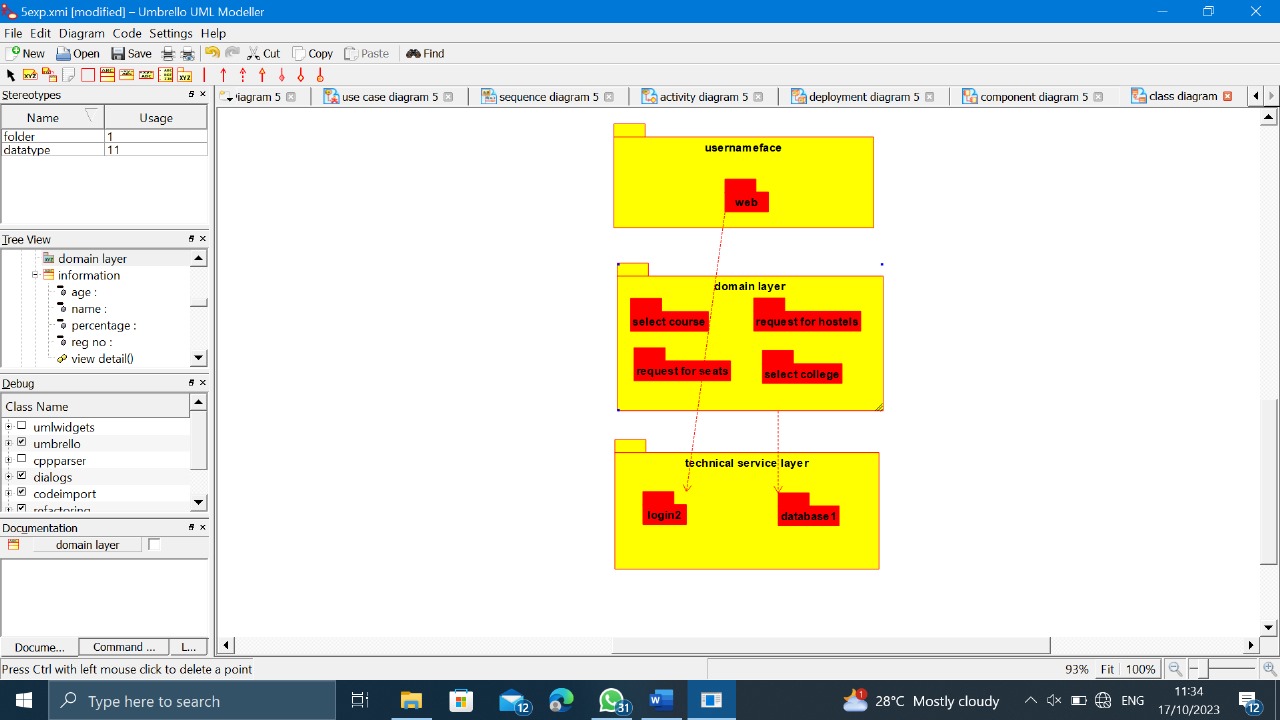 5exp.xmi [modified] – Umbrello UML Modeller
File Edit Diagram Code Settings Help
New Open Save Cut Copy Paste Find
Stereotypes
Name Usage
folder 1
datatype 11
Tree View
domain layer
information
age :
name :
percentage :
reg no :
view detail()
Debug
Class Name
umlwidgets
umbrello
cppparser
dialogs
codeimport
refactoring
Documentation
domain layer
Docume... Command ... L...
iagram 5 use case diagram 5 sequence diagram 5 activity diagram 5 deployment diagram 5 component diagram 5 class diagram
usernameface
web
domain layer
select course request for hostels
request for seats select college
technical service layer
login2 database1
Press Ctrl with left mouse click to delete a point
93% Fit 100%
Type here to search
12
31
W
1
28°C Mostly cloudy
ENG
11:34
17/10/2023
12